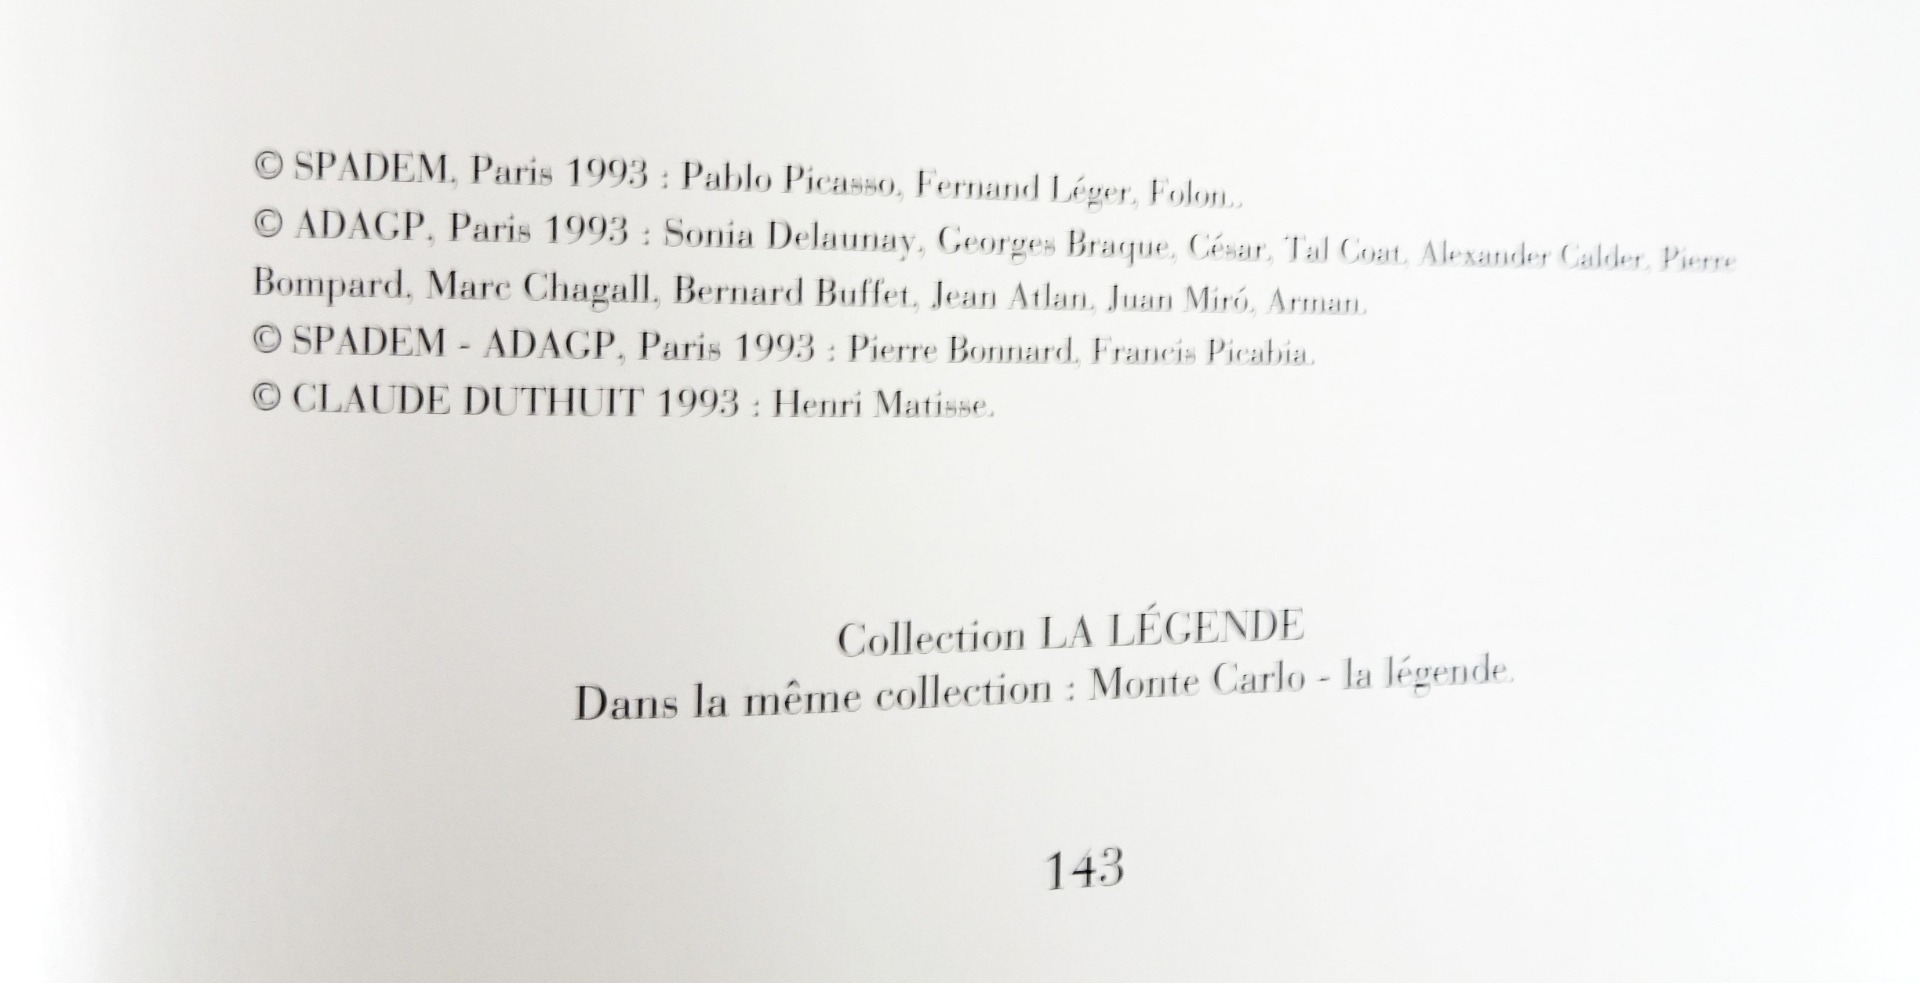 © SPADEM, Paris 1993 : Pablo Picasso, Fernand Léger, Folon..
© ADAGP, Paris 1993 : Sonia Delaunay, Georges Braque, César, Tal Coat, Alexander Calder, Pierre
Bompard, Marc Chagall, Bernard Buffet, Jean Atlan, Juan Miró, Arman.
© SPADEM - ADAGP, Paris 1993 : Pierre Bonnard, Francis Picabia.
© CLAUDE DUTHUIT 1993 : Henri Matisse.
Collection LA LÉGENDE
Dans la même collection : Monte Carlo - la légende.
143